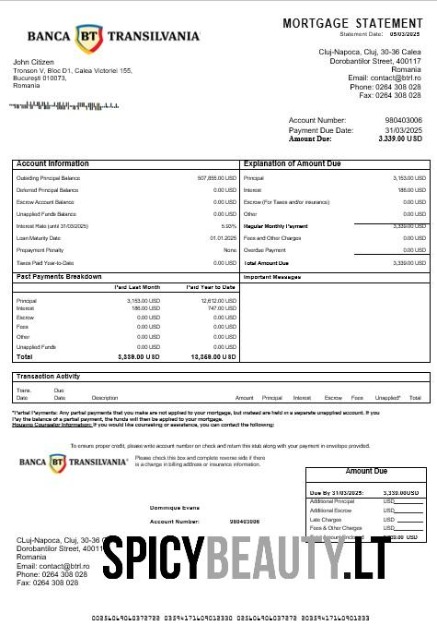 BANCA BT TRANSILVANIA
MORTGAGE STATEMENT
Statement Date: 05/03/2025
Cluj-Napoca, Cluj, 30-36 Calea
Dorobantilor Street, 400117
Romania
Email: contact@btrl.ro
Phone: 0264 308 028
Fax: 0264 308 028
John Citizen
Tronson V, Bloc D1, Calea Victoriei 155,
București 010073,
Romania
Account Number: 980403006
Payment Due Date: 31/03/2025
Amount Due: 3.339.00 USD
Account Information
Outsiding Principal Balance 507,855.00 USD
Deferred Principal Balance 0.00 USD
Escrow Account Balance 0.00 USD
Unapplied Funds Balance 0.00 USD
Interest Rate (until 31/03/2025)
Loan Maturity Date 01.01.2025
Prepayment Penalty None
Taxes Paid Year-to-Date 0.00 USD
Explanation of Amount Due
Principal 3,153.00 USD
Interest 186.00 USD
Escrow (For Taxes and/or insurance): 0.00 USD
Other 0.00 USD
Regular Monthly Payment 3,339.00 USD
Fees and Other Charges 0.00 USD
Overdue Payment 0.00 USD
Total Amount Due 3,339.00 USD
Past Payments Breakdown
Paid Last Month Paid Year to Date
Principal 3,153.00 USD 12,612.00 USD
Interest 186.00 USD 747.00 USD
Escrow 0.00 USD 0.00 USD
Fees 0.00 USD 0.00 USD
Other 0.00 USD 0.00 USD
Unapplied Funds 0.00 USD 0.00 USD
Total 3,339.00 USD 13,359.00 USD
Important Messages
Transaction Activity
Trans. Date Due Date Description Amount Principal Interest Escrow Fees Unapplied* Total
*Partial Payments: Any partial payments that you make are not applied to your mortgage, but instead are held in a separate unapplied account. If you
Pay the balance of a partial payment, the funds will then be applied to your mortgage.
Housing Counselor Information: If you would like counseling or assistance, you can contact the following:
To ensure proper credit, please write account number on check and return this stub along with your payment in envelope provided.
BANCA BT TRANSILVANIA
Please check this box and complete reverse side if there
is a change in billing address or insurance information.
Amount Due
Due By 31/03/2025: 3,339.00USD
Additional Principal USD
Additional Escrow USD
Late Charges USD
Fees & Other Charges USD
Dominique Evans
Account Number: 980403006
Cluj-Napoca, Cluj, 30-36
Dorobantilor Street, 40011
Romania
Email: contact@btrl.ro
Phone: 0264 308 028
Fax: 0264 308 028
SPICYBEAUTY.LT